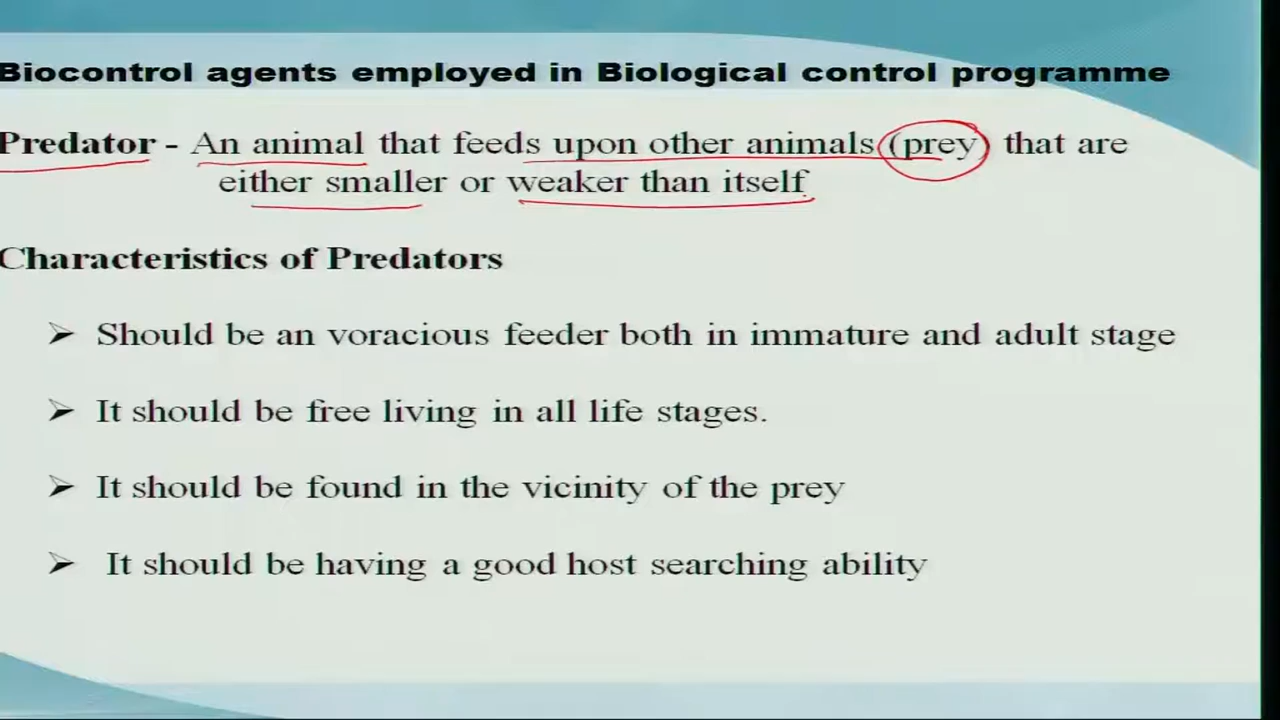 Biocontrol agents employed in Biological control programme
Predator - An animal that feeds upon other animals (prey) that are
either smaller or weaker than itself.
Characteristics of Predators
➢ Should be an voracious feeder both in immature and adult stage
➢ It should be free living in all life stages.
➢ It should be found in the vicinity of the prey
➢ It should be having a good host searching ability